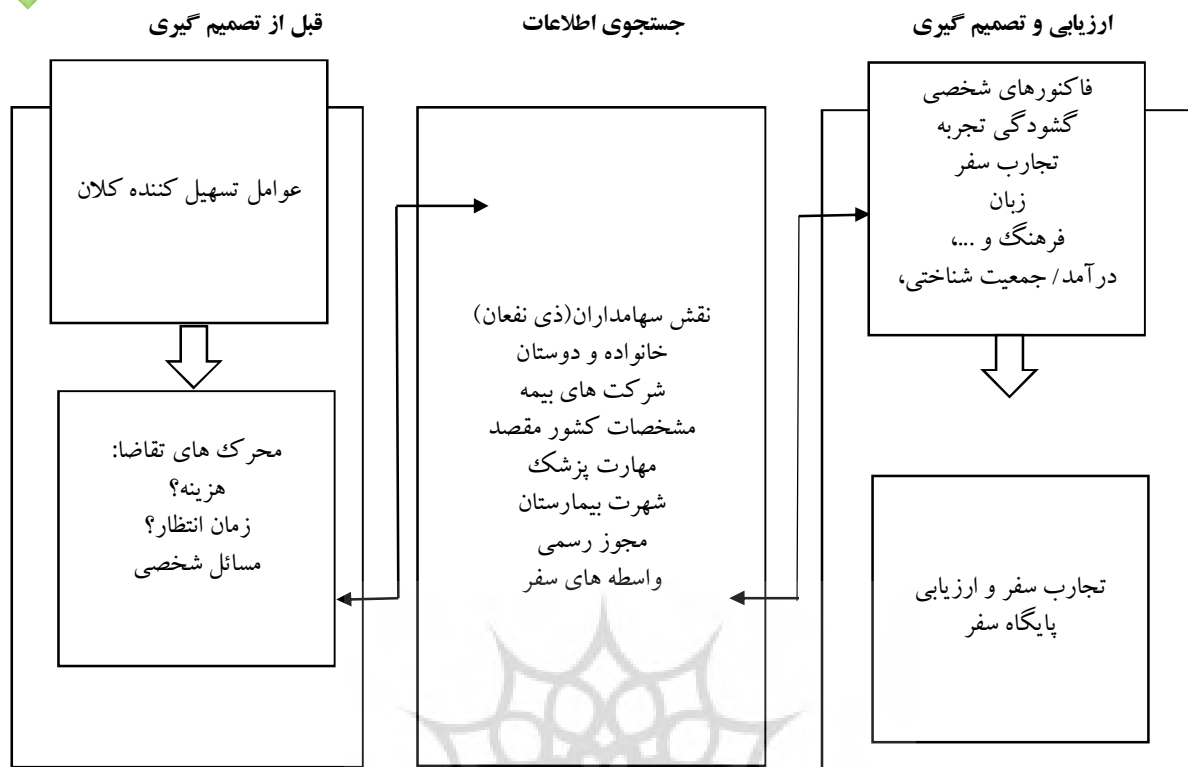 قبل از تصمیم گیری
جستجوی اطلاعات
ارزیابی و تصمیم گیری
عوامل تسهیل کننده کلان
محرک های تقاضا:
هزینه؟
زمان انتظار؟
مسائل شخصی
نقش سهامداران(ذی نفعان)
خانواده و دوستان
شرکت های بیمه
مشخصات کشور مقصد
مهارت پزشک
شهرت بیمارستان
مجوز رسمی
واسطه های سفر
فاکنورهای شخصی
گشودگی تجربه
تجارب سفر
زبان
فرهنگ و ...،
درآمد/ جمعیت شناختی،
تجارب سفر و ارزیابی
پایگاه سفر